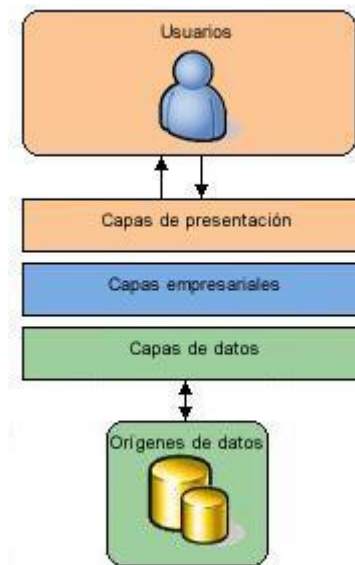 Usuarios
Capas de presentación
Capas empresariales
Capas de datos
Orígenes de datos